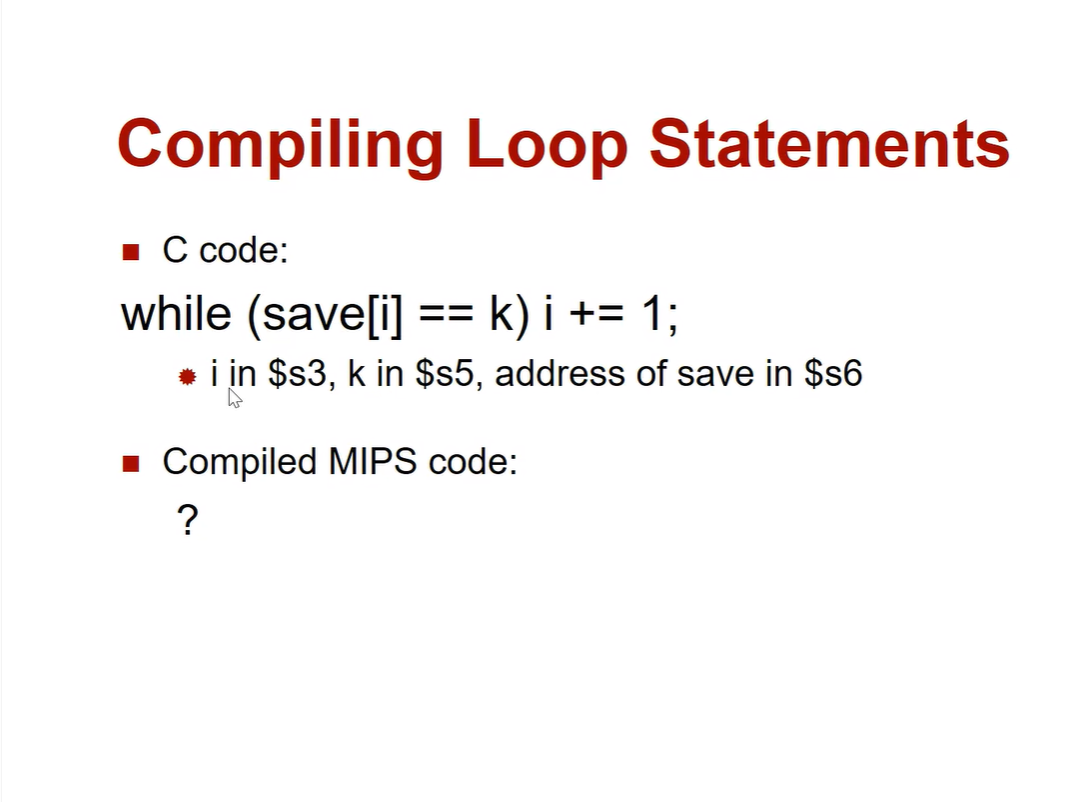 Compiling Loop Statements
C code:
while (save[i] == k) i += 1;
i in $s3, k in $s5, address of save in $s6
Compiled MIPS code:
?